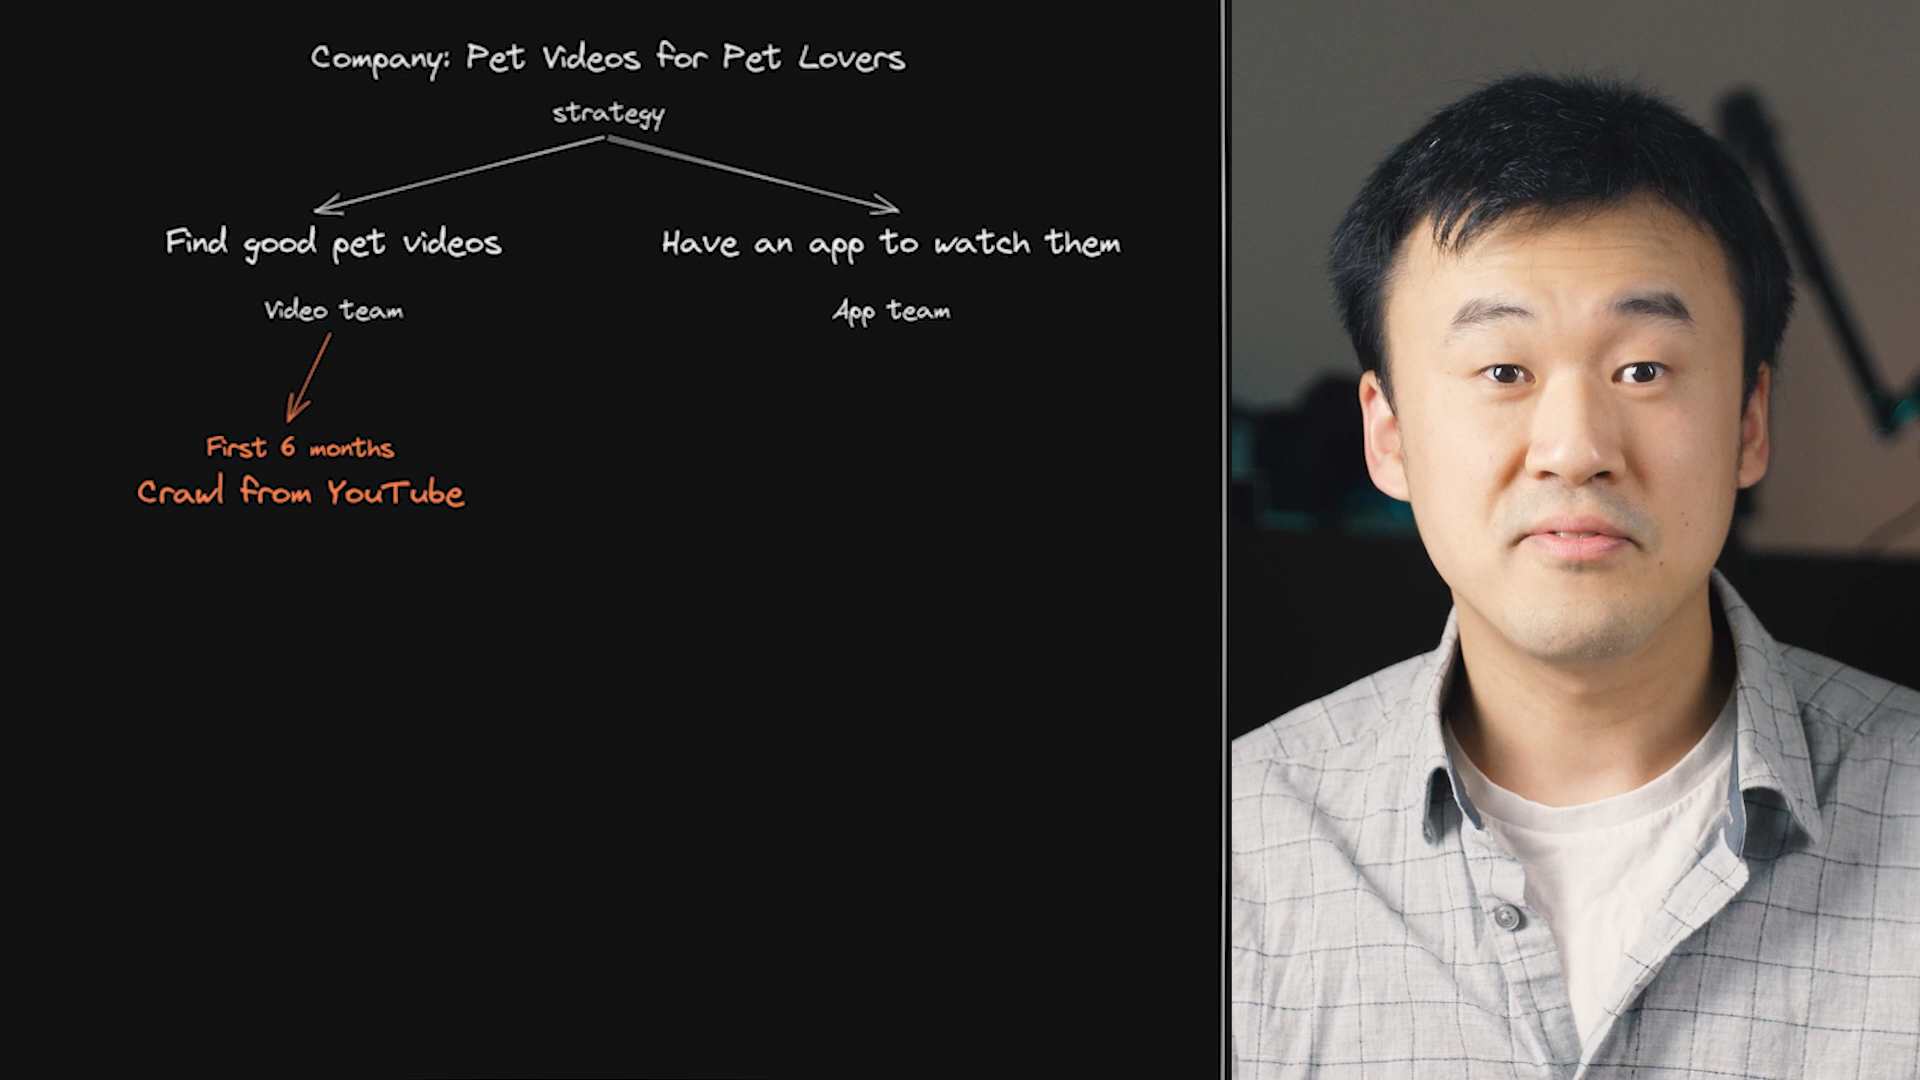 Company: Pet Videos for Pet Lovers
strategy
Find good pet videos
Have an app to watch them
Video team
App team
First 6 months
Crawl from YouTube